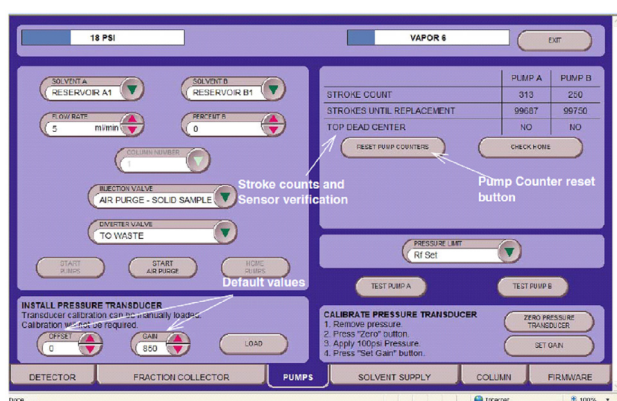 18 PSI
VAPOR 6
EXIT
SOLVENT A
RESERVOIR A1
SOLVENT B
RESERVOIR B1
FLOW RATE
5 ml/min
PERCENT B
0
COLUMN NUMBER
1
INJECTION VALVE
AIR PURGE - SOLID SAMPLE
DIVERTER VALVE
TO WASTE
START PUMPS
START AIR PURGE
HOME PUMPS
Default values
INSTALL PRESSURE TRANSDUCER
Transducer calibration can be manually loaded.
Calibration will not be required.
OFFSET
0
GAIN
850
LOAD
PUMP A PUMP B
STROKE COUNT 313 250
STROKES UNTIL REPLACEMENT 99687 99750
TOP DEAD CENTER NO NO
RESET PUMP COUNTERS
CHECK HOME
Stroke counts and
Sensor verification
Pump Counter reset
button
PRESSURE LIMIT
Rf Set
TEST PUMP A
TEST PUMP B
CALIBRATE PRESSURE TRANSDUCER
1. Remove pressure.
2. Press "Zero" button.
3. Apply 100psi Pressure.
4. Press "Set Gain" button.
ZERO PRESSURE
TRANSDUCER
SET GAIN
DETECTOR FRACTION COLLECTOR PUMPS SOLVENT SUPPLY COLUMN FIRMWARE
Done
Internet
100%